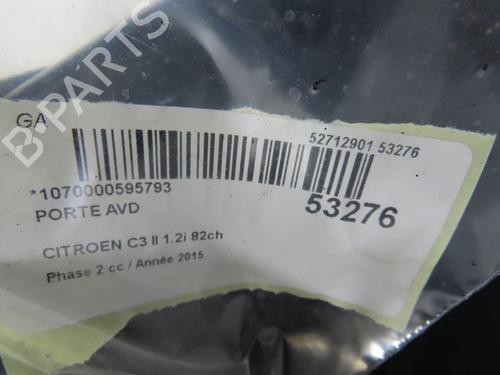 B-PARTS
GA
52712901 53276
*1070000595793
53276
PORTE AVD
CITROEN C3 II 1.2i 82ch
Phase 2 cc / Année 2015